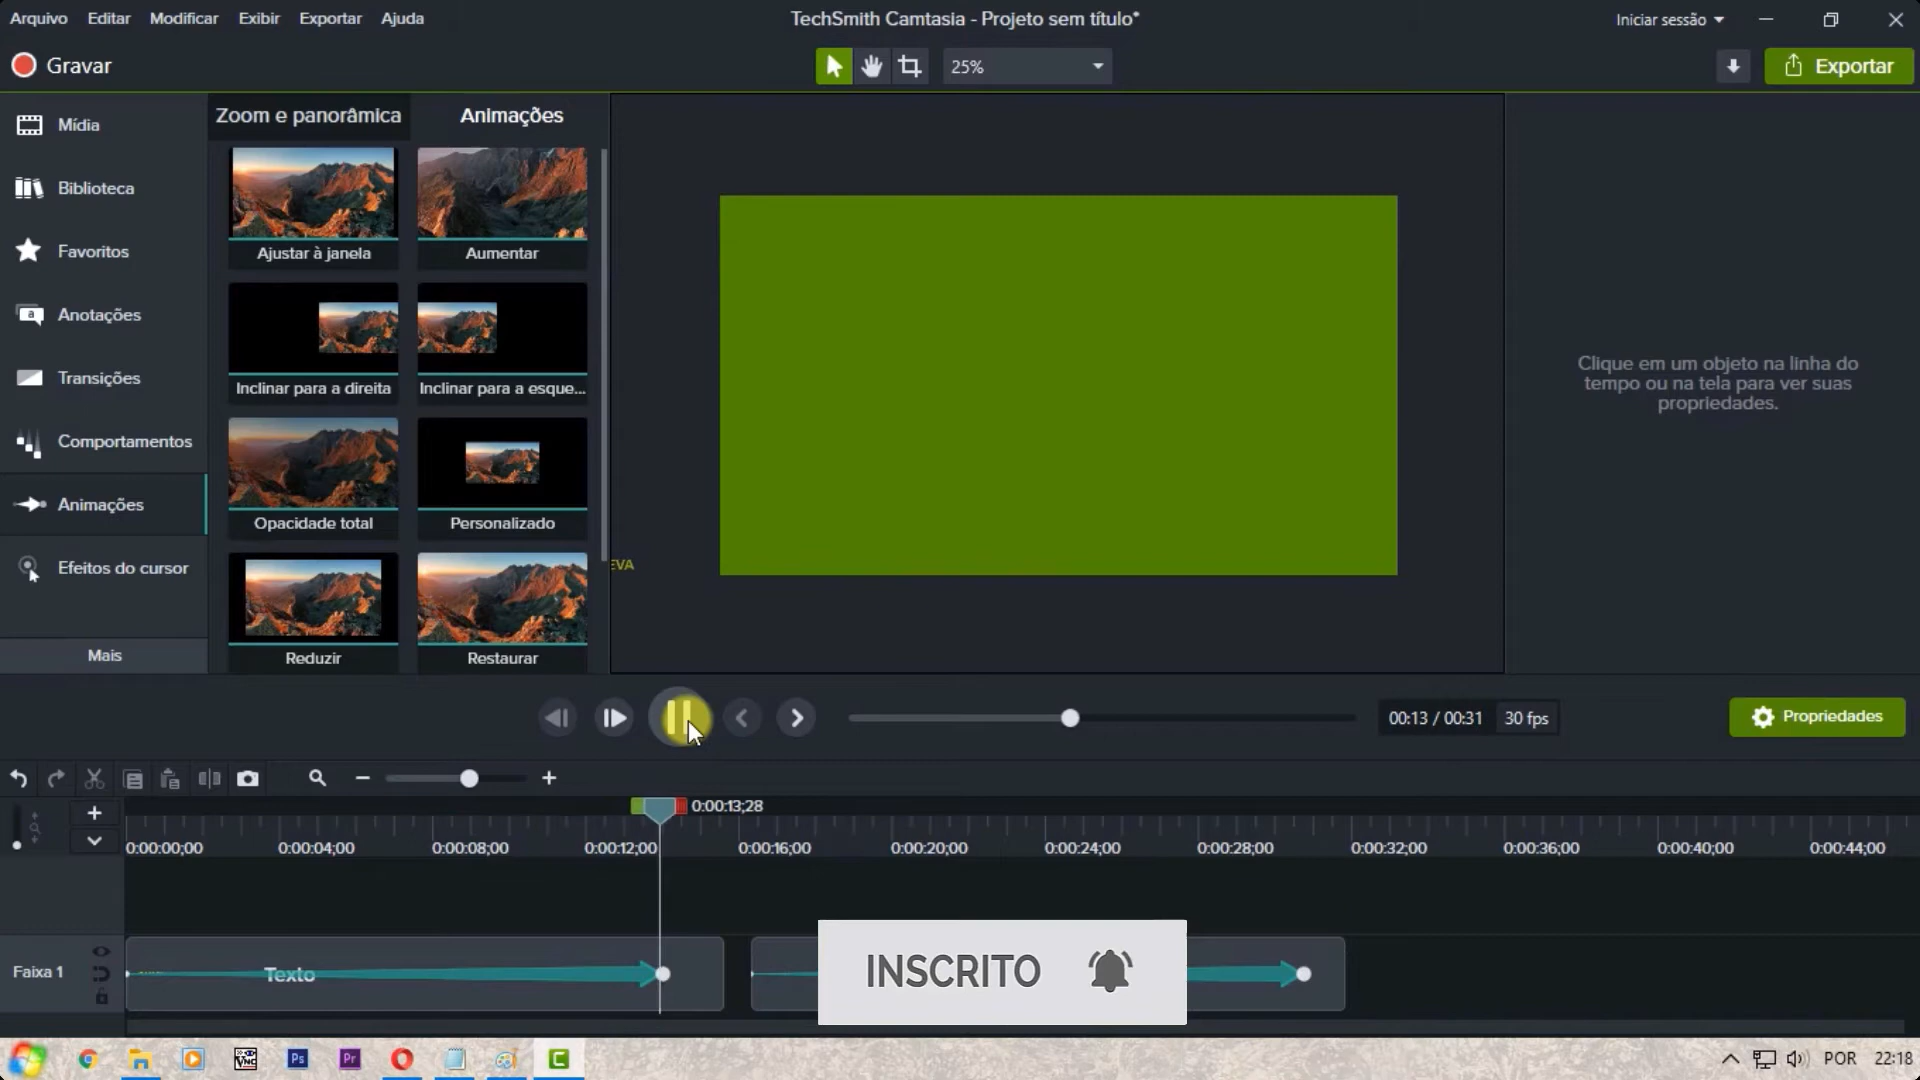 Arquivo Editar Modificar Exibir Exportar Ajuda
TechSmith Camtasia - Projeto sem título*
Iniciar sessão
Gravar
25%
Exportar
Mídia
Biblioteca
Favoritos
Anotações
Transições
Comportamentos
Animações
Efeitos do cursor
Mais
Zoom e panorâmica
Animações
Ajustar à janela
Aumentar
Inclinar para a direita
Inclinar para a esque...
Opacidade total
Personalizado
Reduzir
Restaurar
EVA
Clique em um objeto na linha do
tempo ou na tela para ver suas
propriedades.
00:13 / 00:31
30 fps
Propriedades
0:00:13;28
0:00:00;00 0:00:04;00 0:00:08;00 0:00:12;00 0:00:16;00 0:00:20;00 0:00:24;00 0:00:28;00 0:00:32;00 0:00:36;00 0:00:40;00 0:00:44;00
Faixa 1
Texto
INSCRITO
Ps
Pr
POR
22:18